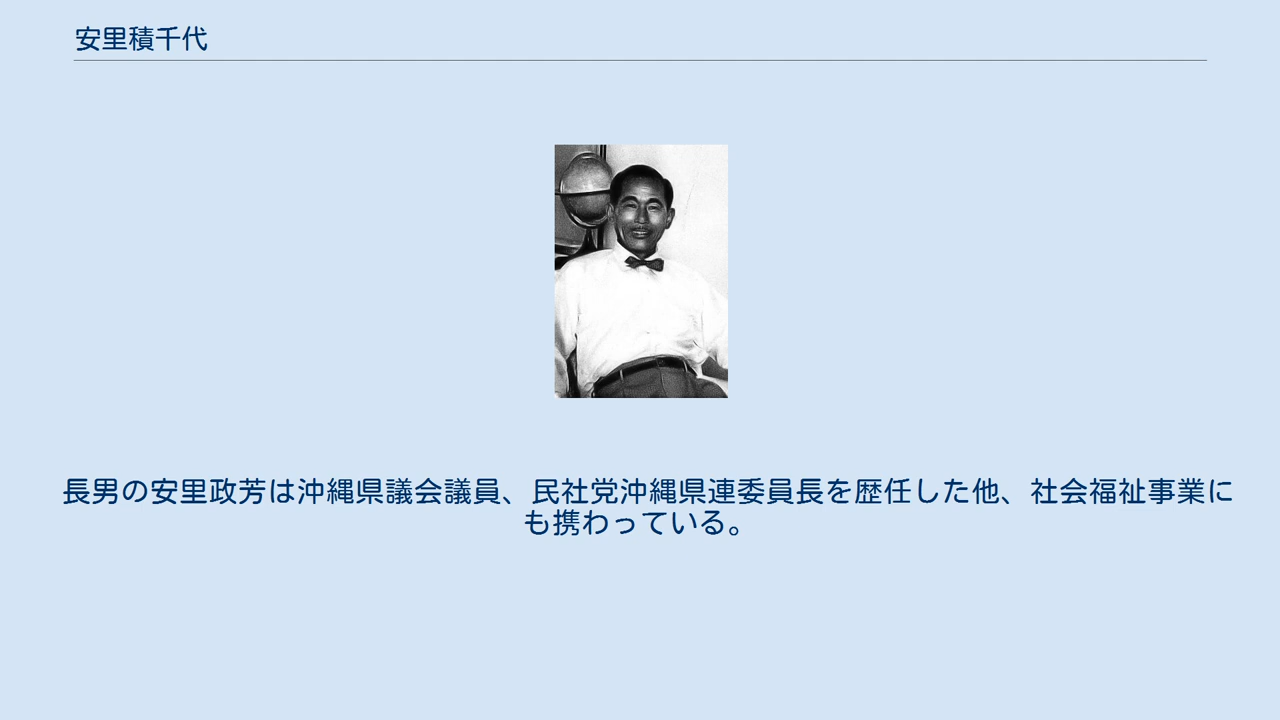 安里積千代
長男の安里政芳は沖縄県議会議員、民社党沖縄県連委員長を歴任した他、社会福祉事業に
も携わっている。